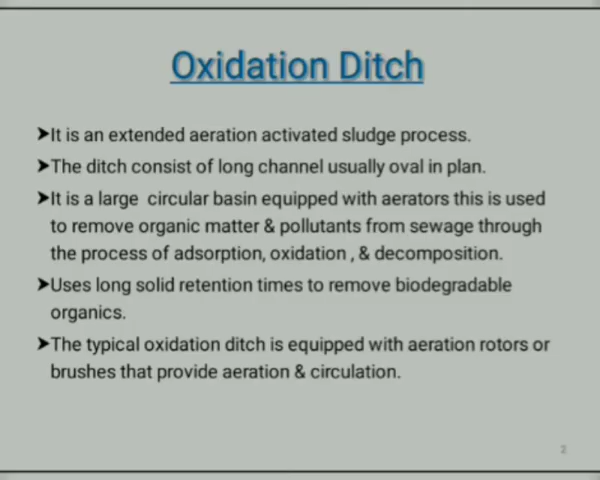 Oxidation Ditch
➤It is an extended aeration activated sludge process.
➤The ditch consist of long channel usually oval in plan.
➤It is a large circular basin equipped with aerators this is used
to remove organic matter & pollutants from sewage through
the process of adsorption, oxidation , & decomposition.
➤Uses long solid retention times to remove biodegradable
organics.
➤The typical oxidation ditch is equipped with aeration rotors or
brushes that provide aeration & circulation.
2